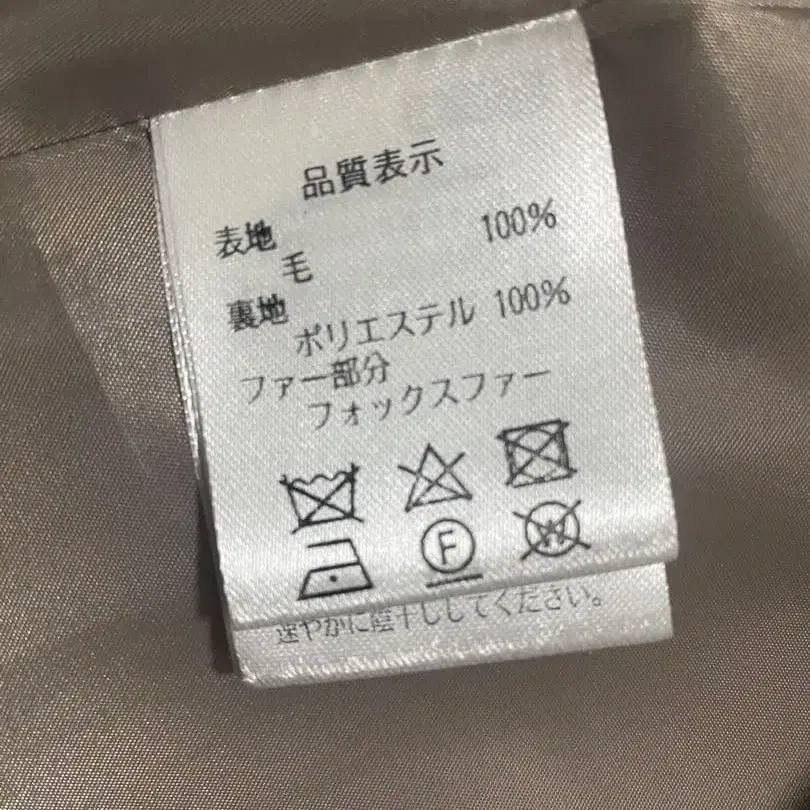 品質表示
表地
毛 100%
裏地
ポリエステル 100%
ファー部分
フォックスファー
F
W
速やかに陰干ししてください。